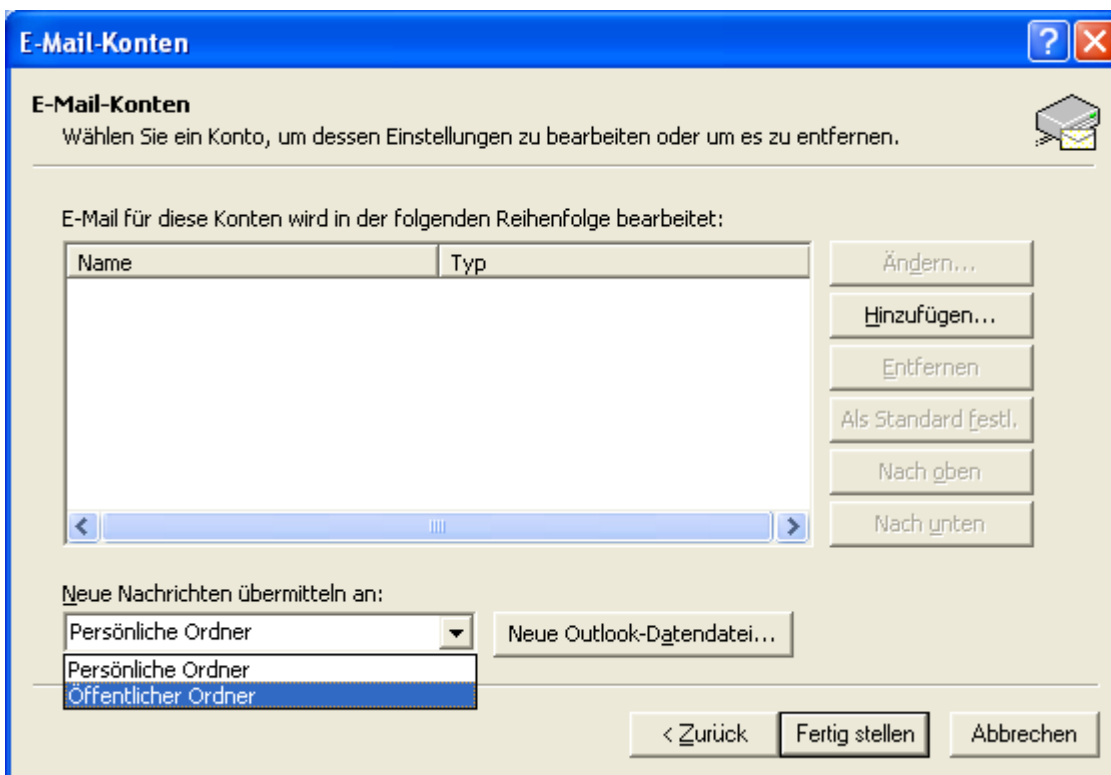 E-Mail-Konten
E-Mail-Konten
Wählen Sie ein Konto, um dessen Einstellungen zu bearbeiten oder um es zu entfernen.
E-Mail für diese Konten wird in der folgenden Reihenfolge bearbeitet:
Name Typ
Ändern...
Hinzufügen...
Entfernen
Als Standard festl.
Nach oben
Nach unten
Neue Nachrichten übermitteln an:
Persönliche Ordner Neue Outlook-Datendatei...
Persönliche Ordner
Öffentlicher Ordner
< Zurück Fertig stellen Abbrechen